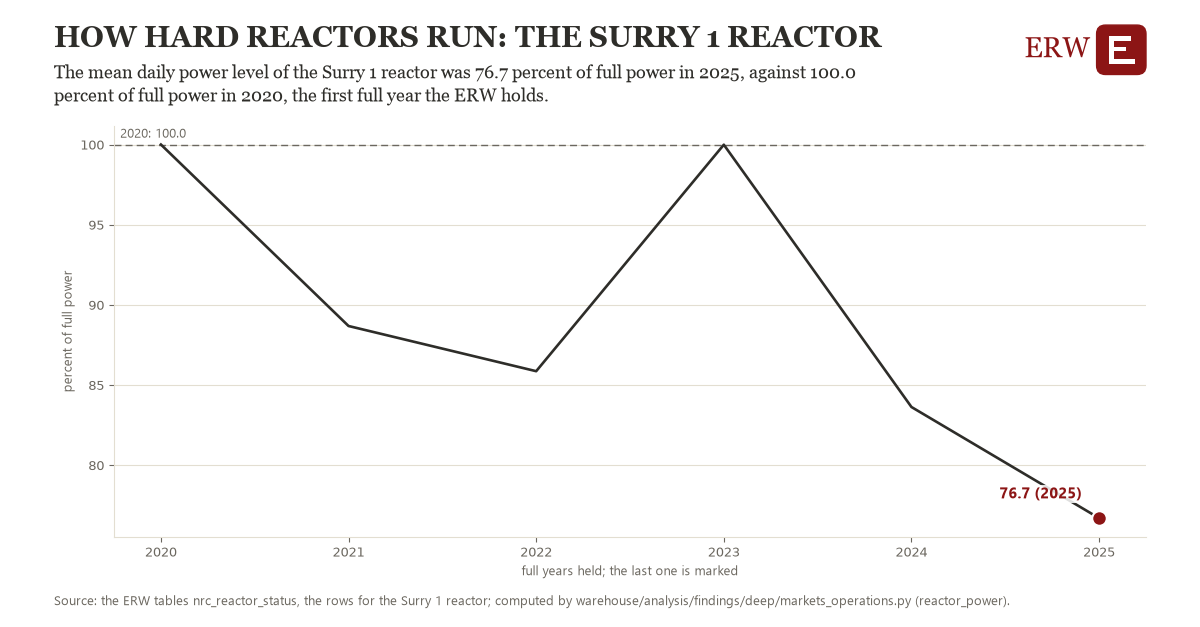 HOW HARD REACTORS RUN: THE SURRY 1 REACTOR
ERW E
The mean daily power level of the Surry 1 reactor was 76.7 percent of full power in 2025, against 100.0
percent of full power in 2020, the first full year the ERW holds.
2020: 100.0
100
95
90
85
80
percent of full power
76.7 (2025)
2020 2021 2022 2023 2024 2025
full years held; the last one is marked
Source: the ERW tables nrc_reactor_status, the rows for the Surry 1 reactor; computed by warehouse/analysis/findings/deep/markets_operations.py (reactor_power).